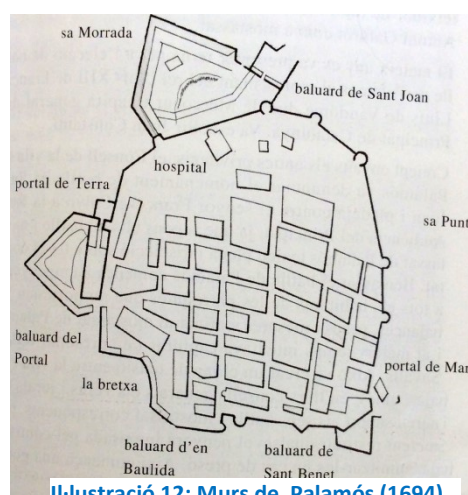 sa Morrada
baluard de Sant Joan
hospital
portal de Terra
sa Punt
baluard del
Portal
portal de Mar
la bretxa
baluard d'en
Baulida
baluard de
Sant Benet
Il·lustració 12: Murs de Palamós (1694)